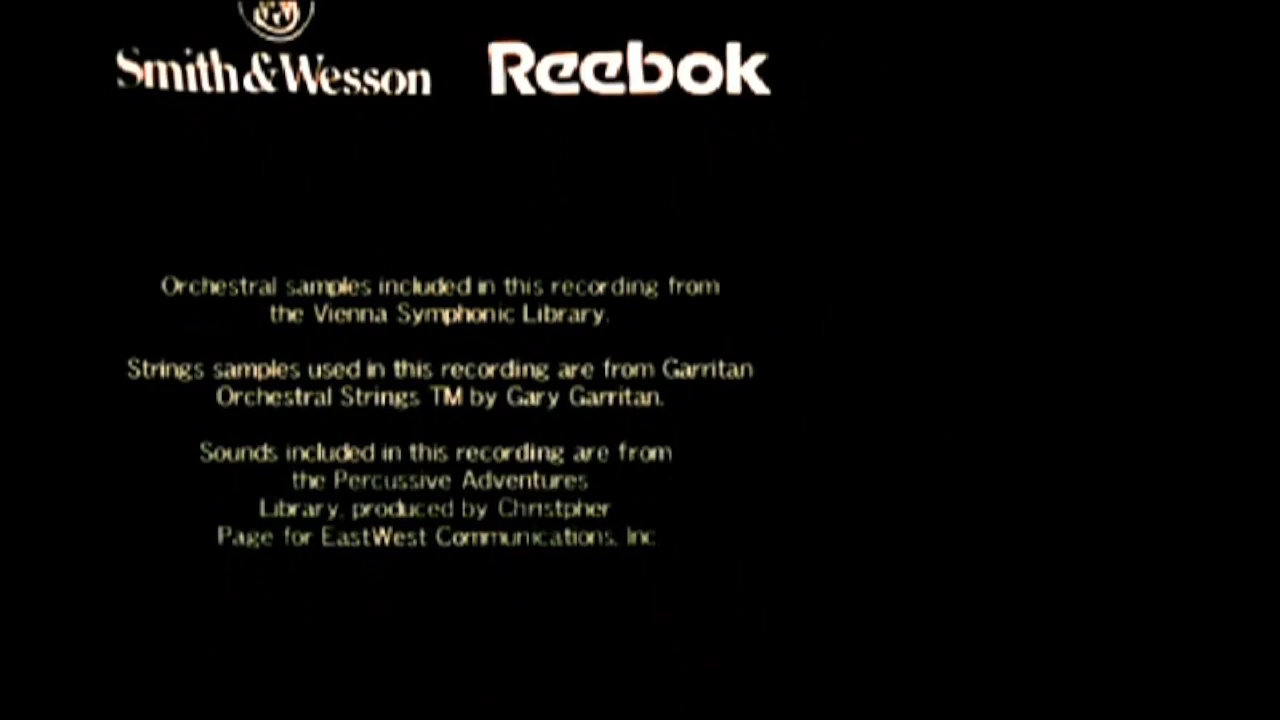 Smith & Wesson Reebok
Orchestral samples included in this recording from
the Vienna Symphonic Library.
Strings samples used in this recording are from Garritan
Orchestral Strings TM by Gary Garritan.
Sounds included in this recording are from
the Percussive Adventures
Library, produced by Christpher
Page for EastWest Communications, Inc